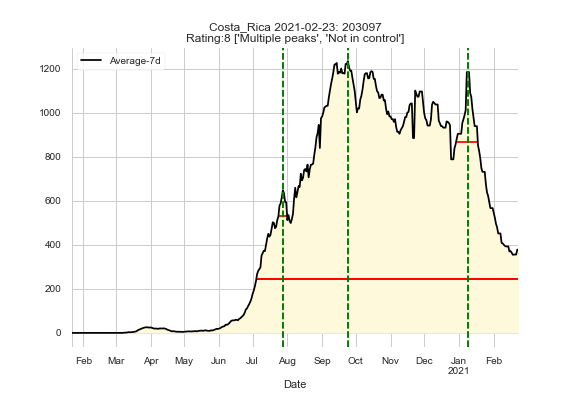 Costa_Rica 2021-02-23: 203097
Rating:8 ['Multiple peaks', 'Not in control']
Average-7d
1200
1000
800
600
400
200
0
Feb Mar Apr May Jun Jul Aug Sep Oct Nov Dec Jan Feb
2021
Date